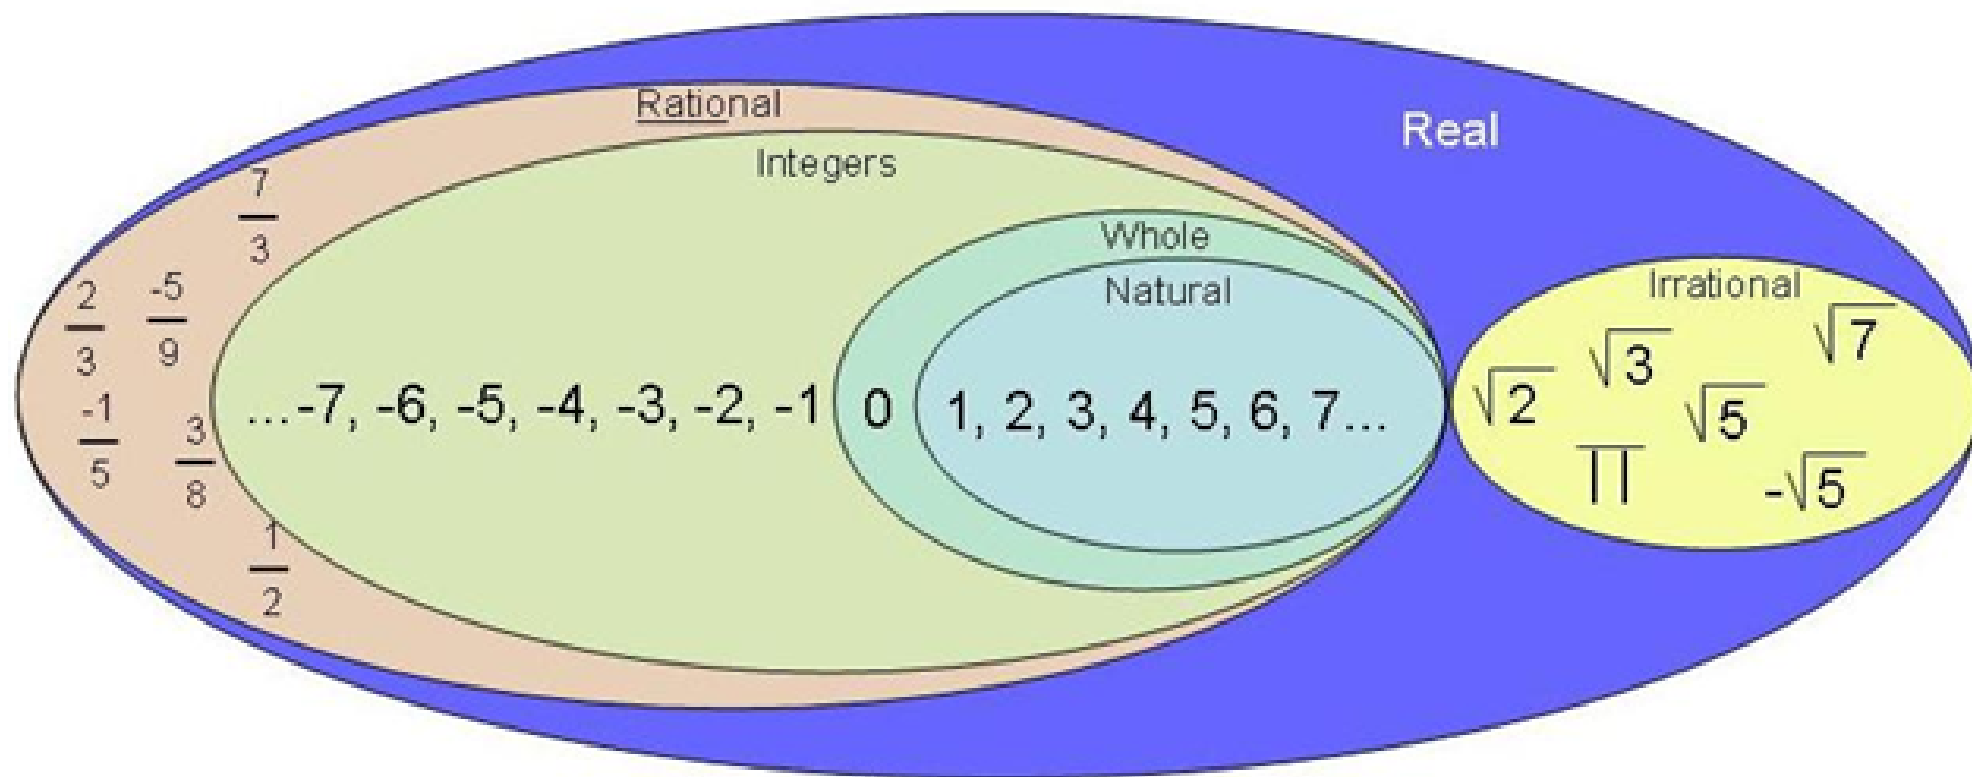 Real
Rational
Integers
Whole
Natural
Irrational
7/3
2/3
-5/9
-1/5
3/8
1/2
...-7, -6, -5, -4, -3, -2, -1
0
1, 2, 3, 4, 5, 6, 7...
√2
√3
√7
√5
∏
-√5